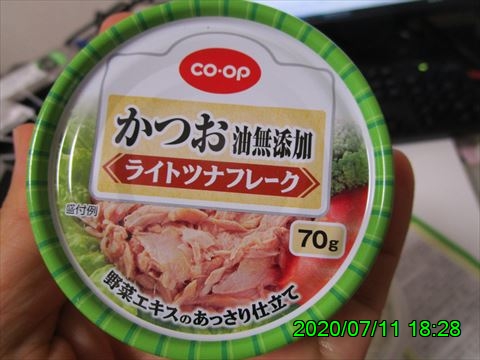 CO·OP
かつお 油無添加
ライトツナフレーク
盛付例
70g
野菜エキスのあっさり仕立て
2020/07/11 18:28